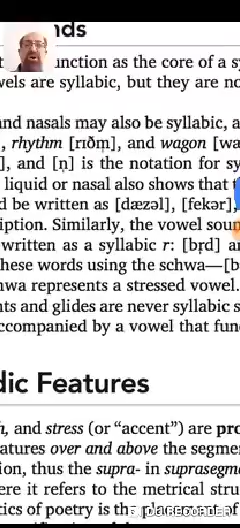 nds
unction as the core of a s
wels are syllabic, but they are no
and nasals may also be syllabic, a
, rhythm [rɪðm̩], and wagon [wa
], and [n̩] is the notation for sy
liquid or nasal also shows that
d be written as [dæzəl], [fekər],
iption. Similarly, the vowel soun
written as a syllabic r: [bṛd] an
hese words using the schwa—[b
hwa represents a stressed vowel.
nts and glides are never syllabic s
ccompanied by a vowel that fun
dic Features
h, and stress (or “accent”) are pro
atures over and above the segme
ion, thus the supra- in suprasegm
ere it refers to the metrical stru
tics of poetry is the placement of